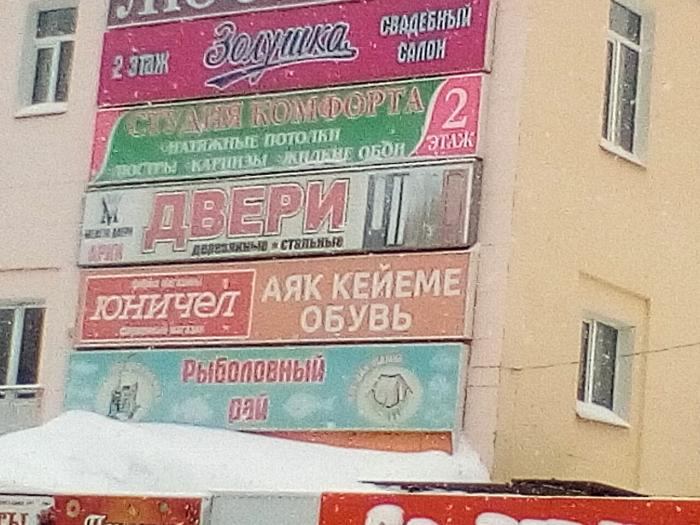 2 ЭТАЖ
Золушка
СВАДЕБНЫЙ
САЛОН
СТУДИЯ КОМФОРТА
НАТЯЖНЫЕ ПОТОЛКИ
ЛЮСТРЫ КАРНИЗЫ ЖИДКИЕ ОБОИ
2
ЭТАЖ
ДВЕРИ
деревянные • стальные
ЮНИЧЕЛ
АЯК КЕЙЕМЕ
ОБУВЬ
Рыболовный
рай